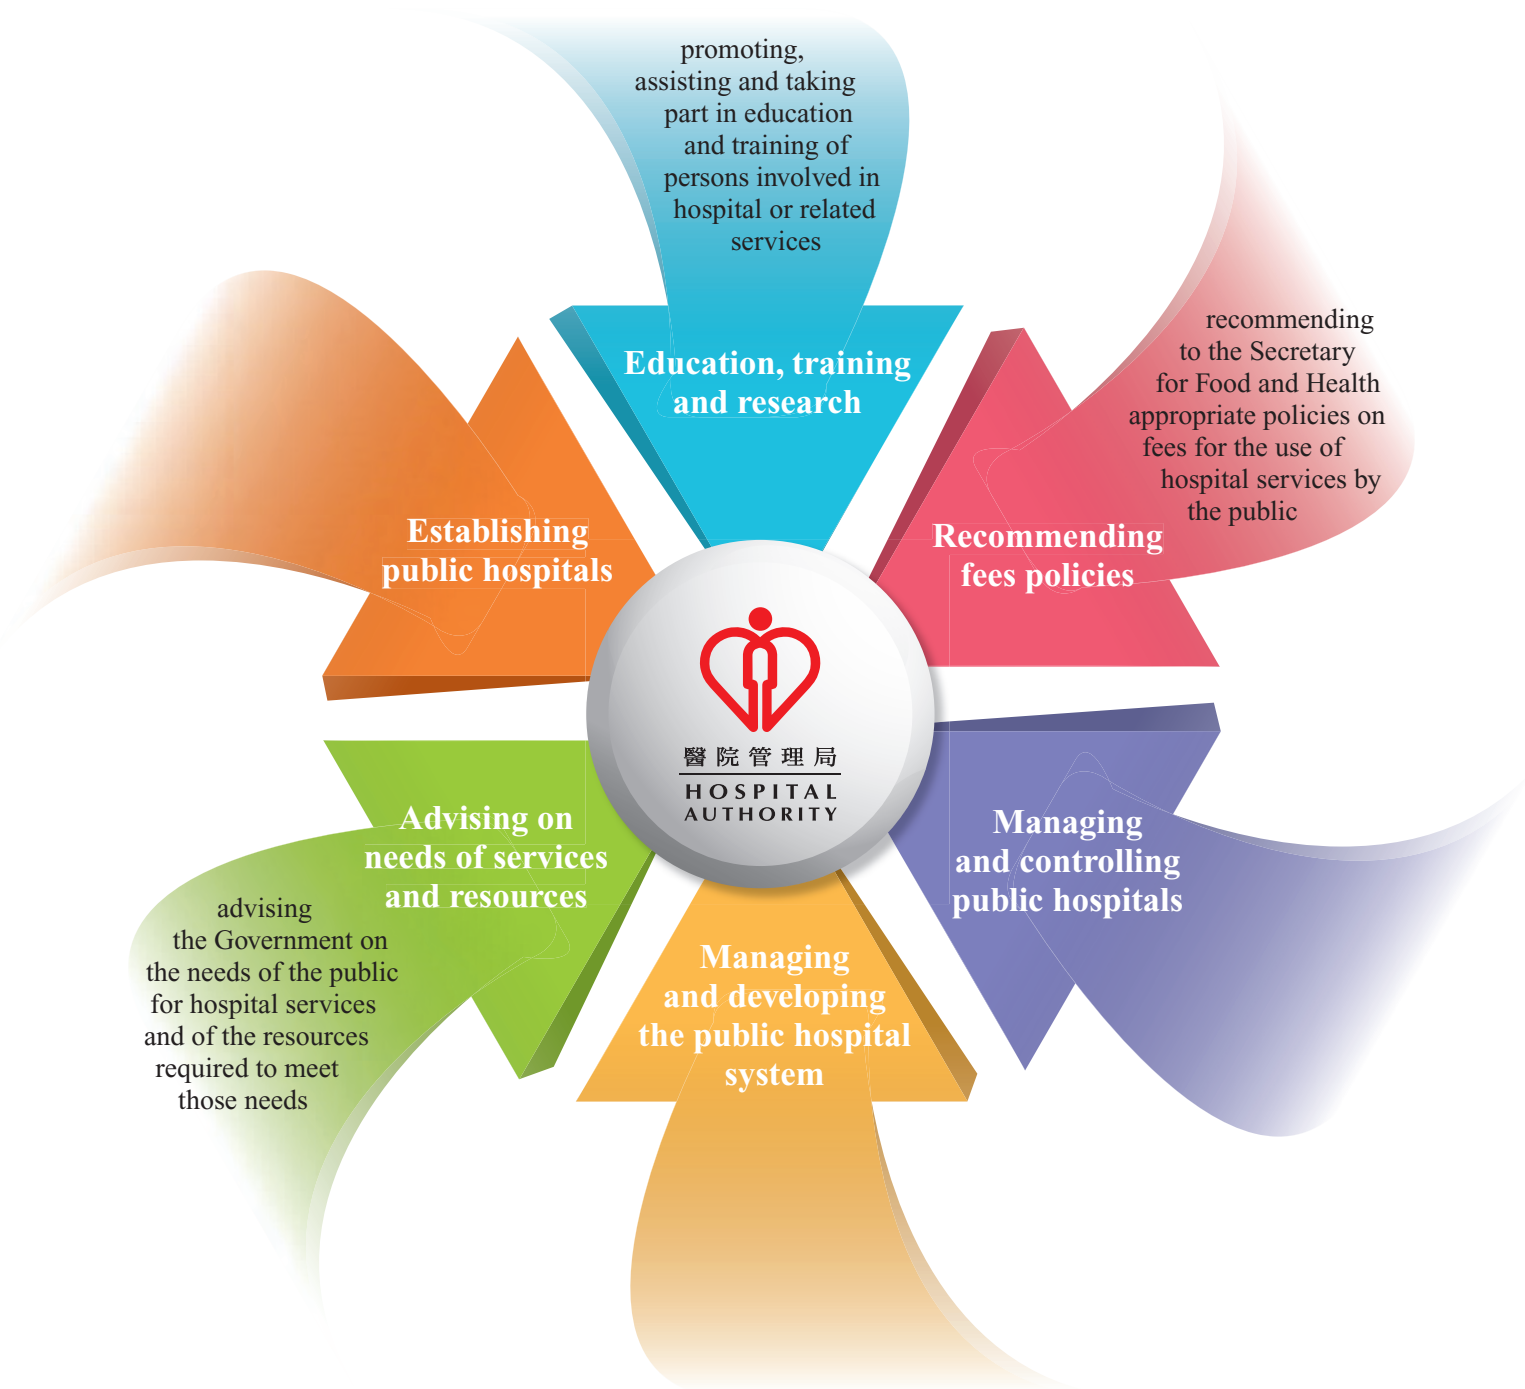 promoting,
assisting and taking
part in education
and training of
persons involved in
hospital or related
services
Education, training
and research
recommending
to the Secretary
for Food and Health
appropriate policies on
fees for the use of
hospital services by
the public
Recommending
fees policies
Establishing
public hospitals
醫院管理局
HOSPITAL
AUTHORITY
Advising on
needs of services
and resources
advising
the Government on
the needs of the public
for hospital services
and of the resources
required to meet
those needs
Managing
and controlling
public hospitals
Managing
and developing
the public hospital
system